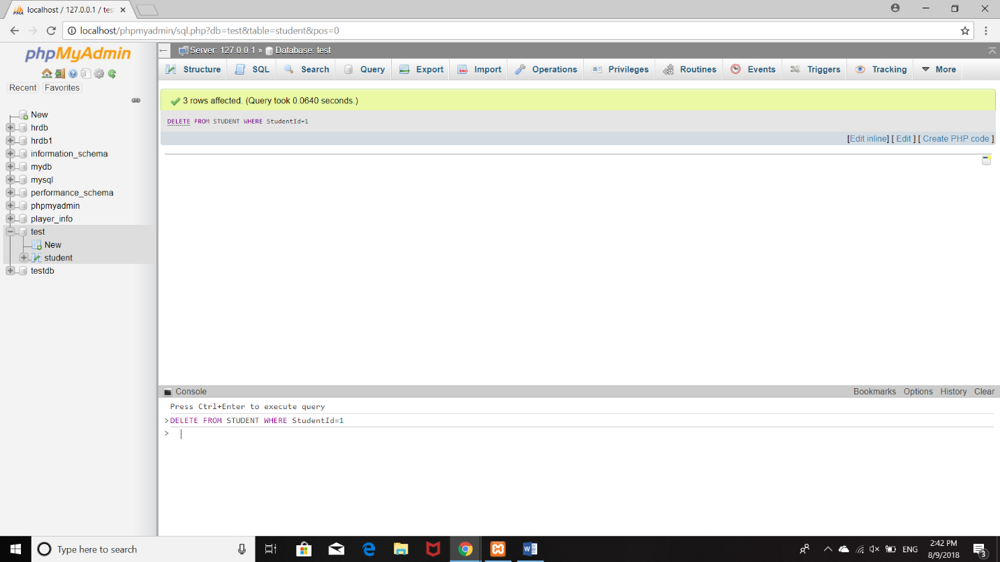 localhost / 127.0.0.1 / tes
localhost/phpmyadmin/sql.php?db=test&table=student&pos=0
phpMyAdmin
Recent Favorites
New
hrdb
hrdb1
information_schema
mydb
mysql
performance_schema
phpmyadmin
player_info
test
New
student
testdb
Server: 127.0.0.1 » Database: test
Structure SQL Search Query Export Import Operations Privileges Routines Events Triggers Tracking More
3 rows affected. (Query took 0.0640 seconds.)
DELETE FROM STUDENT WHERE StudentId=1
[Edit inline] [ Edit ] [ Create PHP code ]
Console Bookmarks Options History Clear
Press Ctrl+Enter to execute query
>DELETE FROM STUDENT WHERE StudentId=1
>
Type here to search
ENG
2:42 PM
8/9/2018
3